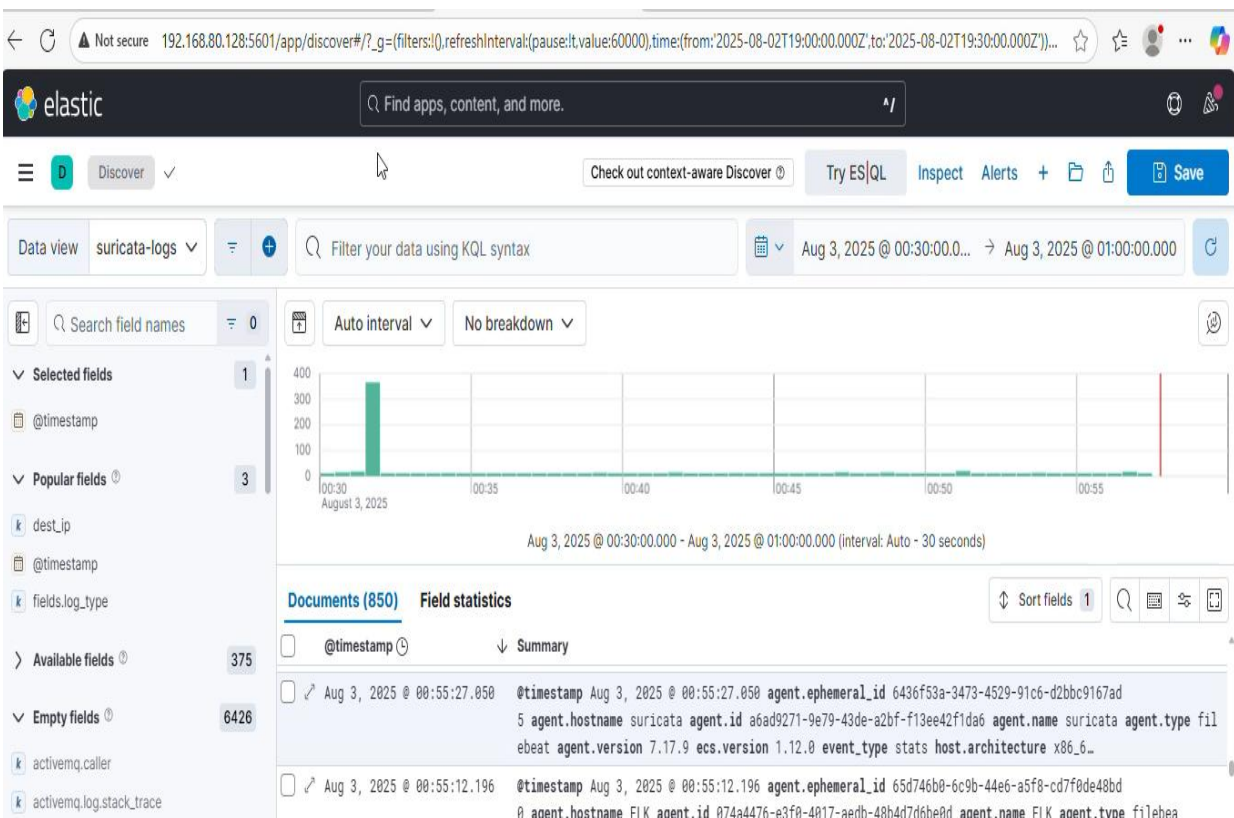 Not secure 192.168.80.128:5601/app/discover#/?_g=(filters:!(),refreshInterval:(pause:!t,value:60000),time:(from:'2025-08-02T19:00:00.000Z',to:'2025-08-02T19:30:00.000Z'))...
elastic
Find apps, content, and more.
^/
D Discover
Check out context-aware Discover
Try ES|QL
Inspect
Alerts
Save
Data view suricata-logs
Filter your data using KQL syntax
Aug 3, 2025 @ 00:30:00.0... → Aug 3, 2025 @ 01:00:00.000
Search field names 0
Auto interval
No breakdown
Selected fields 1
@timestamp
Popular fields 3
k dest_ip
@timestamp
k fields.log_type
Available fields 375
Empty fields 6426
k activemq.caller
k activemq.log.stack_trace
400
300
200
100
0
00:30 00:35 00:40 00:45 00:50 00:55
August 3, 2025
Aug 3, 2025 @ 00:30:00.000 - Aug 3, 2025 @ 01:00:00.000 (interval: Auto - 30 seconds)
Documents (850) Field statistics
Sort fields 1
@timestamp Summary
Aug 3, 2025 @ 00:55:27.050 @timestamp Aug 3, 2025 @ 00:55:27.050 agent.ephemeral_id 6436f53a-3473-4529-91c6-d2bbc9167ad
5 agent.hostname suricata agent.id a6ad9271-9e79-43de-a2bf-f13ee42f1da6 agent.name suricata agent.type fil
ebeat agent.version 7.17.9 ecs.version 1.12.0 event_type stats host.architecture x86_6…
Aug 3, 2025 @ 00:55:12.196 @timestamp Aug 3, 2025 @ 00:55:12.196 agent.ephemeral_id 65d746b0-6c9b-44e6-a5f8-cd7f0de48bd
0 agent.hostname ELK agent.id 074a4476-e3f0-4017-aedb-48b4d7d6be0d agent.name ELK agent.type filebea